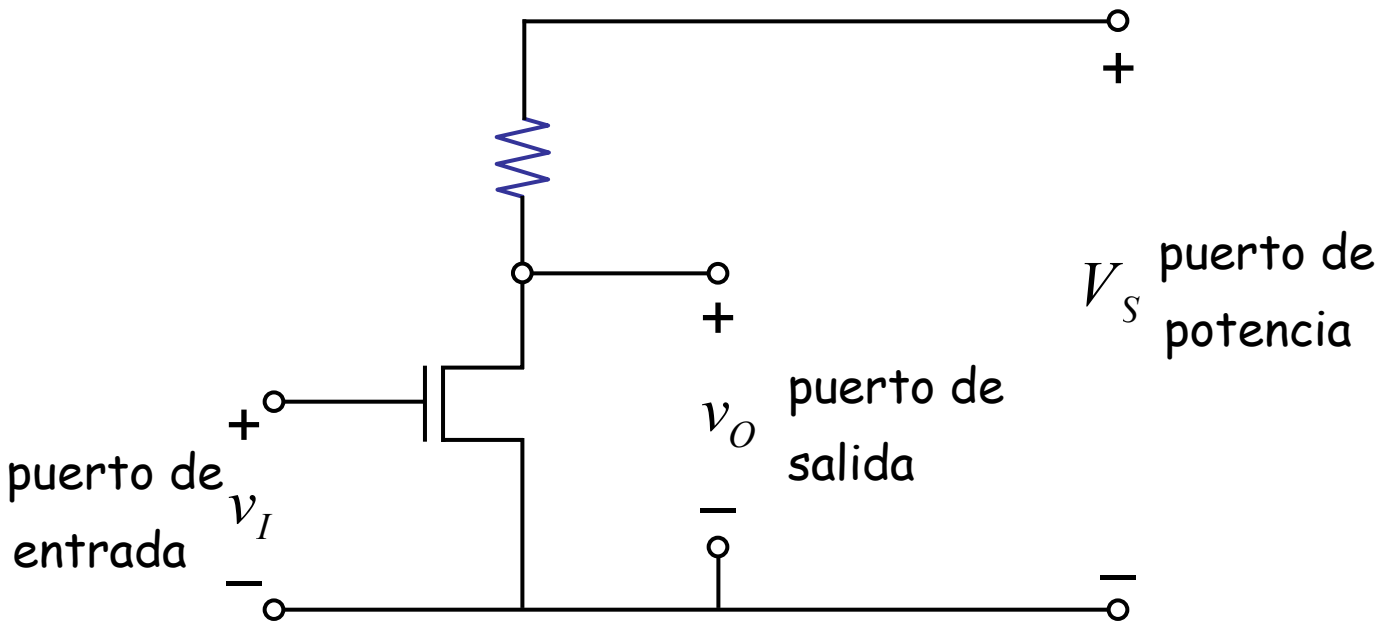 +
V_S puerto de
potencia
+
v_O puerto de
salida
−
+
puerto de
v_I
entrada
−
−